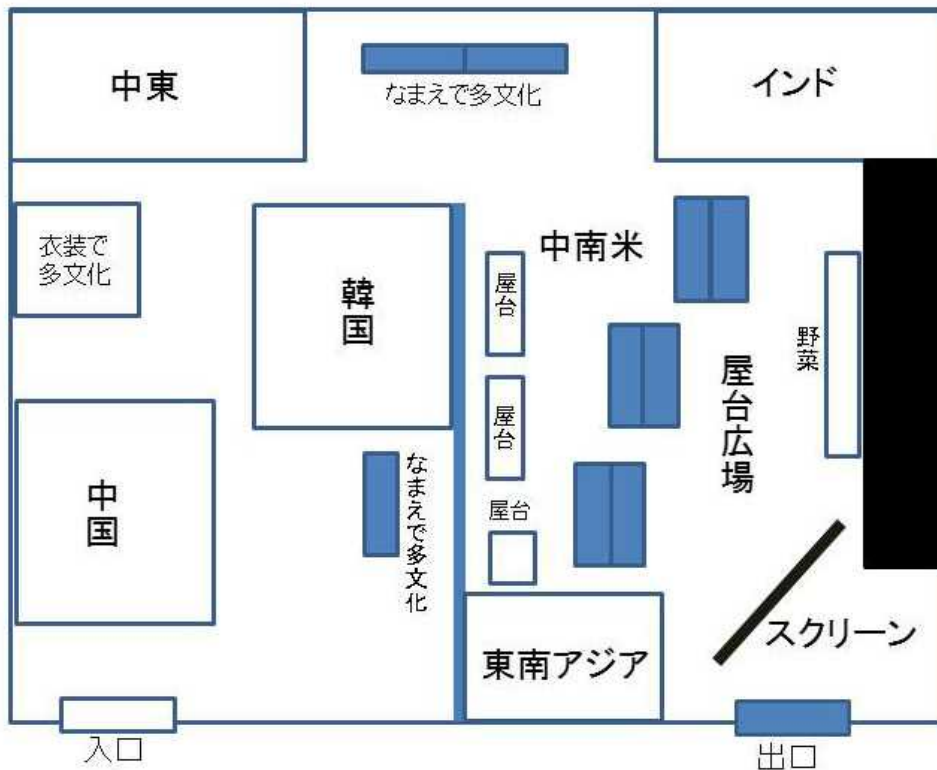 中東
なまえで多文化
インド
衣装で
多文化
韓国
中南米
屋台
屋台
屋台
野菜
屋台広場
中国
なまえで多文化
東南アジア
スクリーン
入口
出口